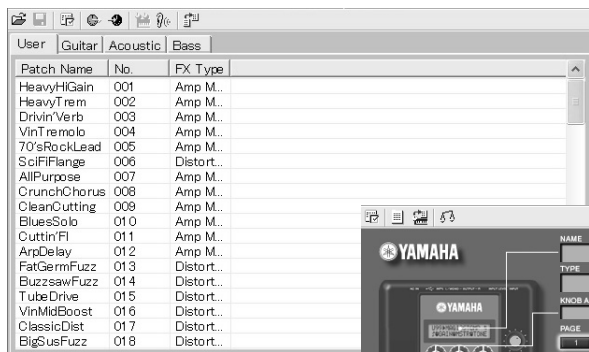 User Guitar Acoustic Bass
Patch Name No. FX Type
HeavyHiGain 001 Amp M...
HeavyTrem 002 Amp M...
Drivin'Verb 003 Amp M...
VinTremolo 004 Amp M...
70'sRockLead 005 Amp M...
SciFiFlange 006 Distort...
AllPurpose 007 Amp M...
CrunchChorus 008 Amp M...
CleanCutting 009 Amp M...
BluesSolo 010 Amp M...
Cuttin'Fl 011 Amp M...
ArpDelay 012 Amp M...
FatGermFuzz 013 Distort...
BuzzsawFuzz 014 Distort...
TubeDrive 015 Distort...
VinMidBoost 016 Distort...
ClassicDist 017 Distort...
BigSusFuzz 018 Distort...
YAMAHA
NAME
TYPE
KNOB A
PAGE
1
YAMAHA